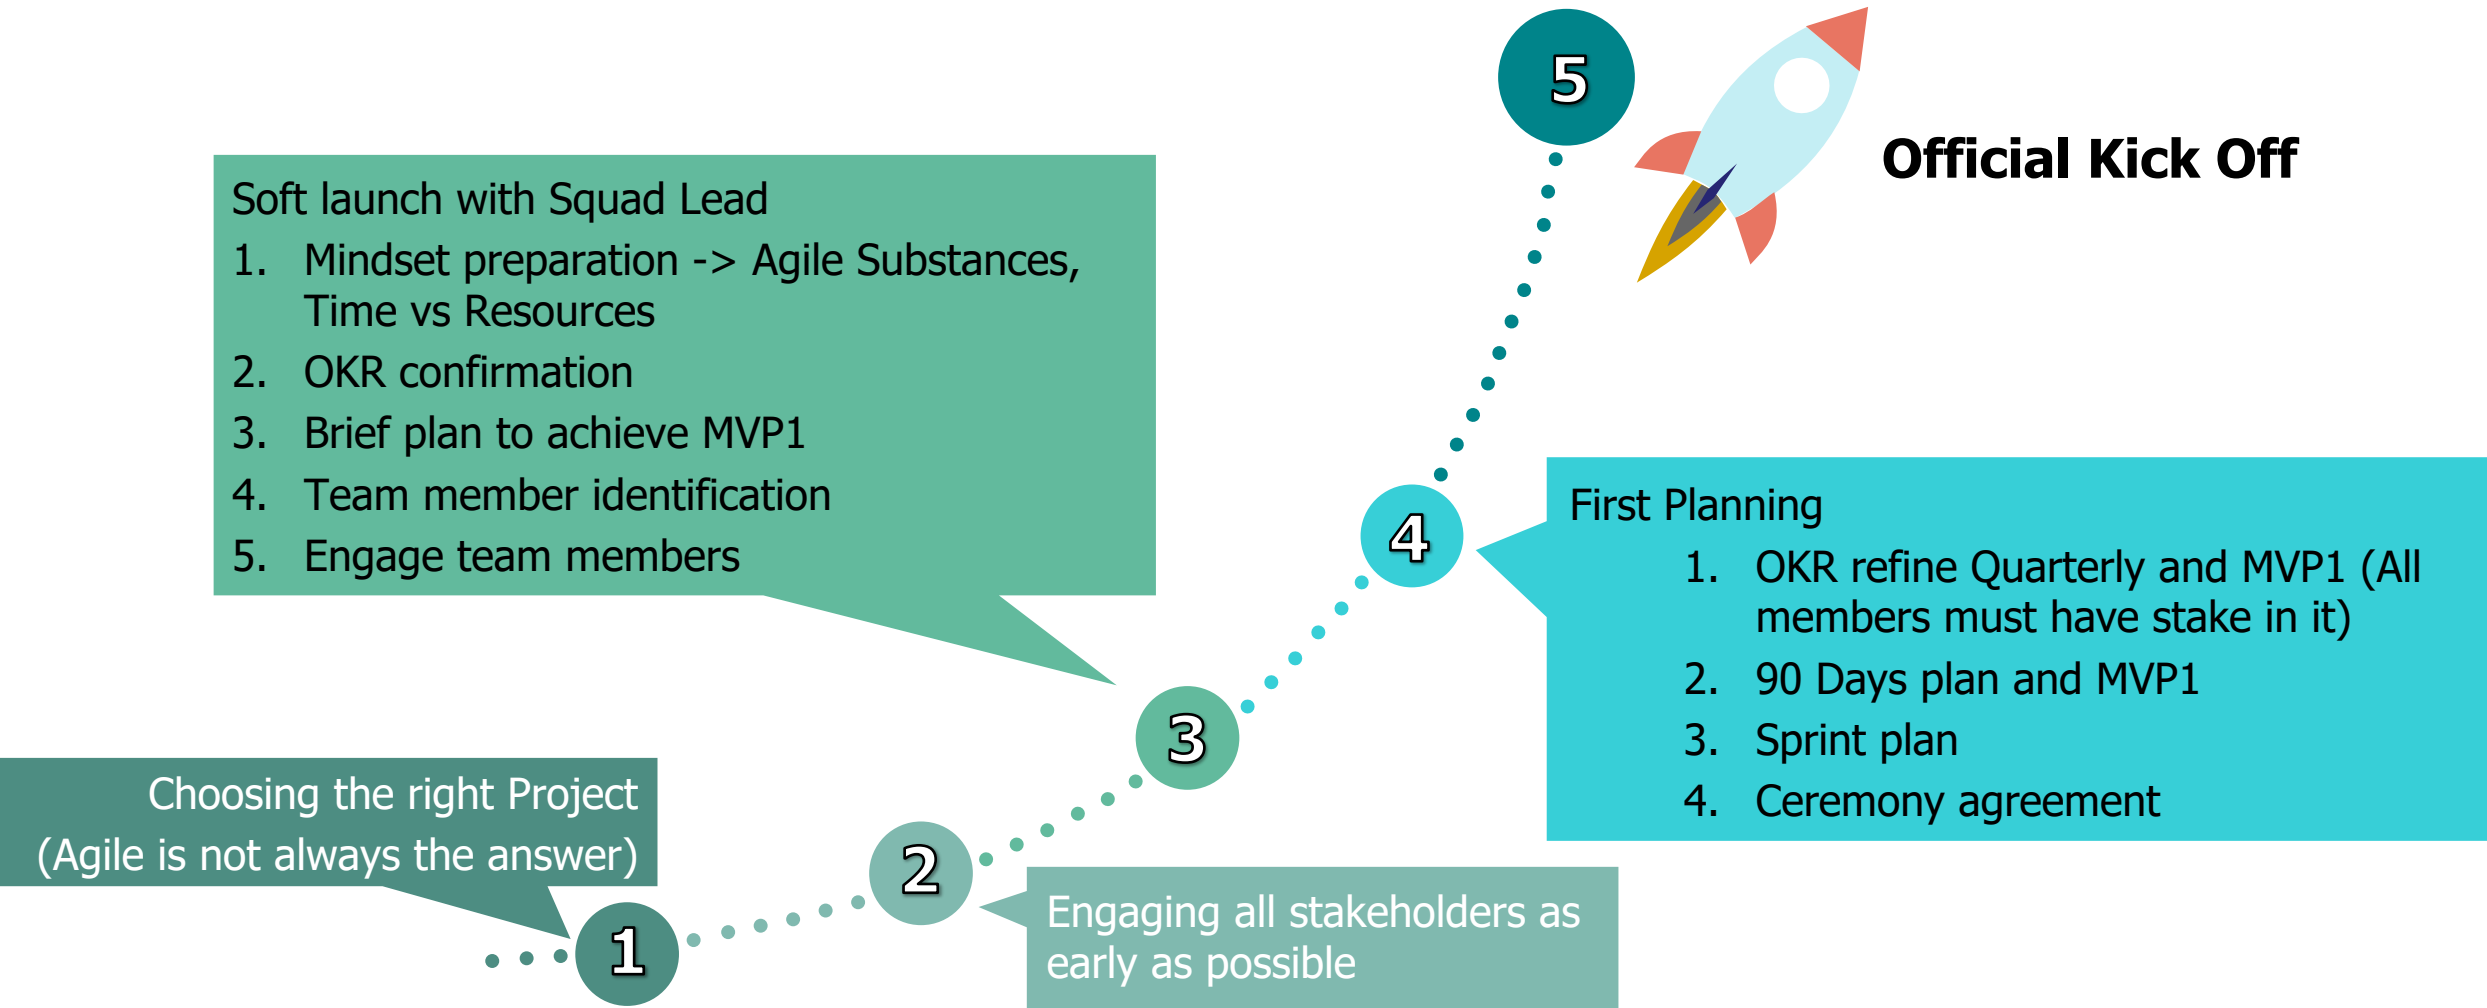 5
Official Kick Off
Soft launch with Squad Lead
1. Mindset preparation -> Agile Substances,
Time vs Resources
2. OKR confirmation
3. Brief plan to achieve MVP1
4. Team member identification
5. Engage team members
4
First Planning
1. OKR refine Quarterly and MVP1 (All
members must have stake in it)
2. 90 Days plan and MVP1
3. Sprint plan
4. Ceremony agreement
3
Choosing the right Project
(Agile is not always the answer)
2
Engaging all stakeholders as
early as possible
1